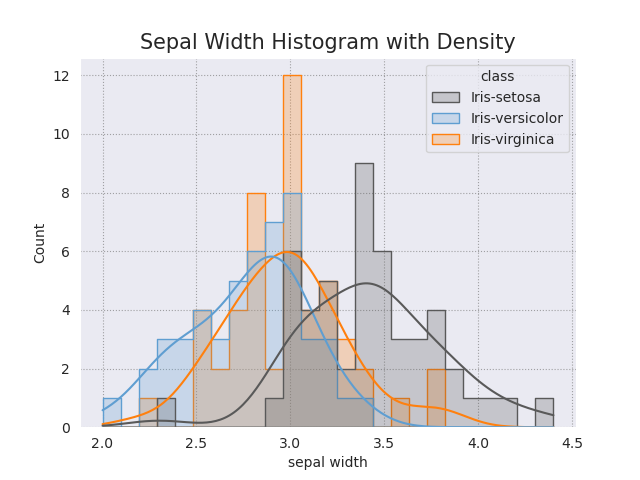 Sepal Width Histogram with Density
class
Iris-setosa
Iris-versicolor
Iris-virginica
Count
12
10
8
6
4
2
0
2.0 2.5 3.0 3.5 4.0 4.5
sepal width